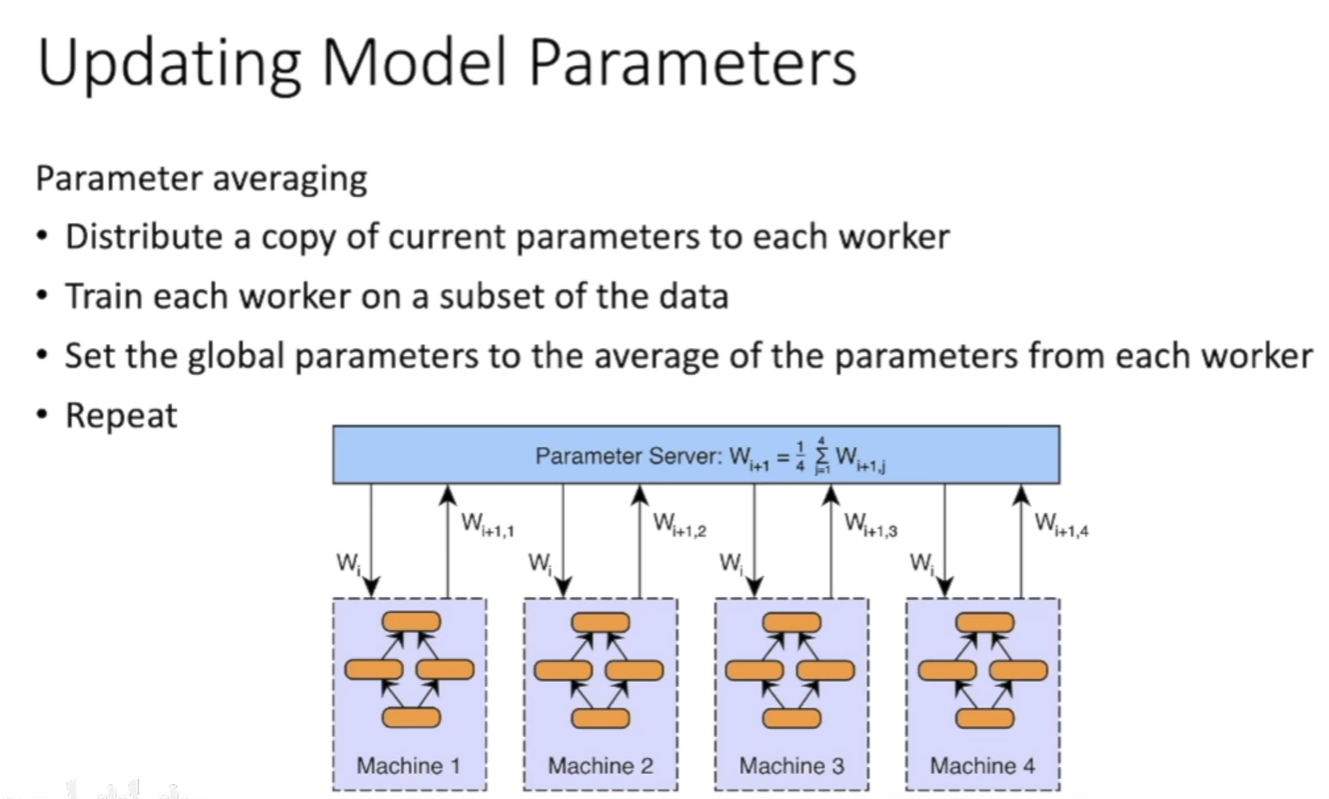 Updating Model Parameters
Parameter averaging
• Distribute a copy of current parameters to each worker
• Train each worker on a subset of the data
• Set the global parameters to the average of the parameters from each worker
• Repeat
Parameter Server: W_{i+1} = 1/4 Σ_{j=1}^{4} W_{i+1,j}
W_{i+1,1} W_{i+1,2} W_{i+1,3} W_{i+1,4}
W_i W_i W_i W_i
Machine 1 Machine 2 Machine 3 Machine 4